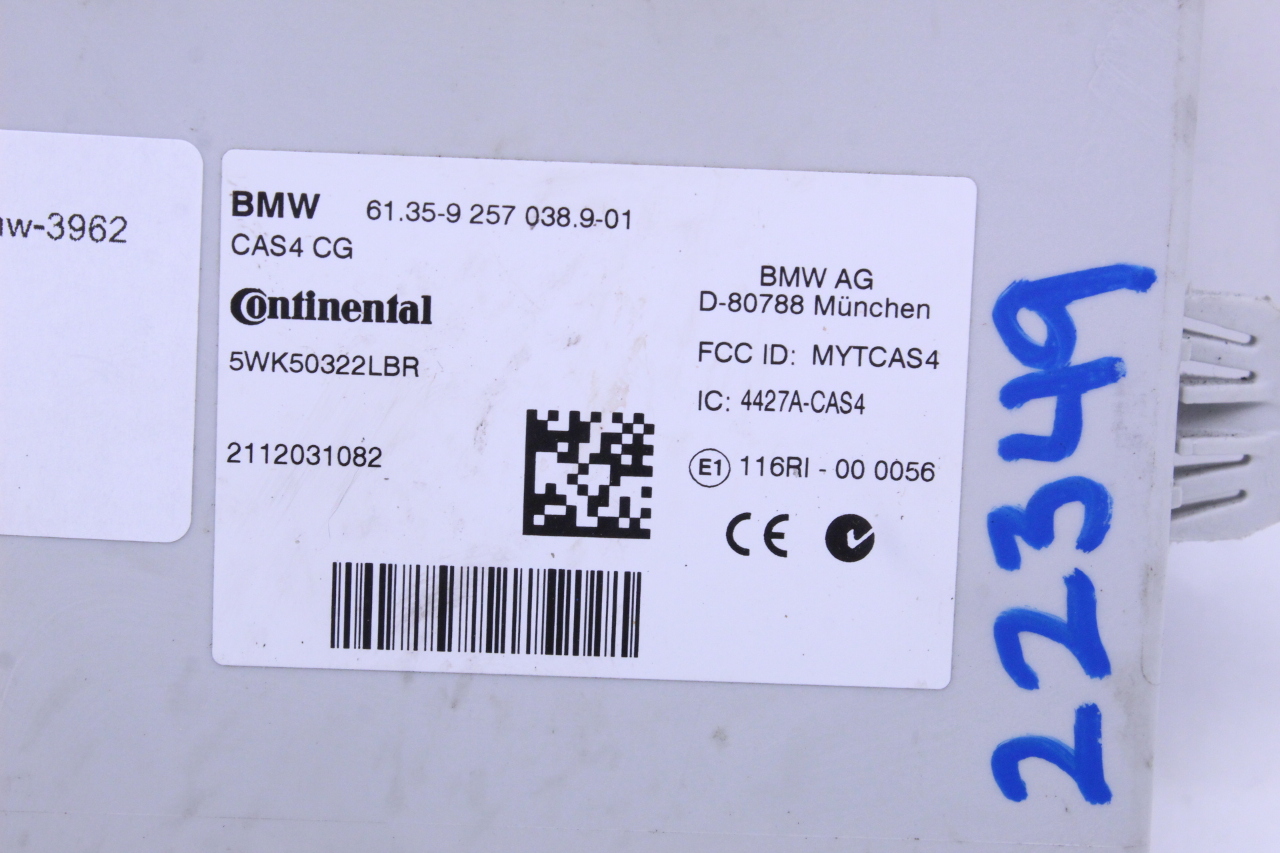 -3962
BMW 61.35-9 257 038.9-01
CAS4 CG
Continental
5WK50322LBR
2112031082
BMW AG
D-80788 München
FCC ID: MYTCAS4
IC: 4427A-CAS4
E1 116RI - 00 0056
CE
22349